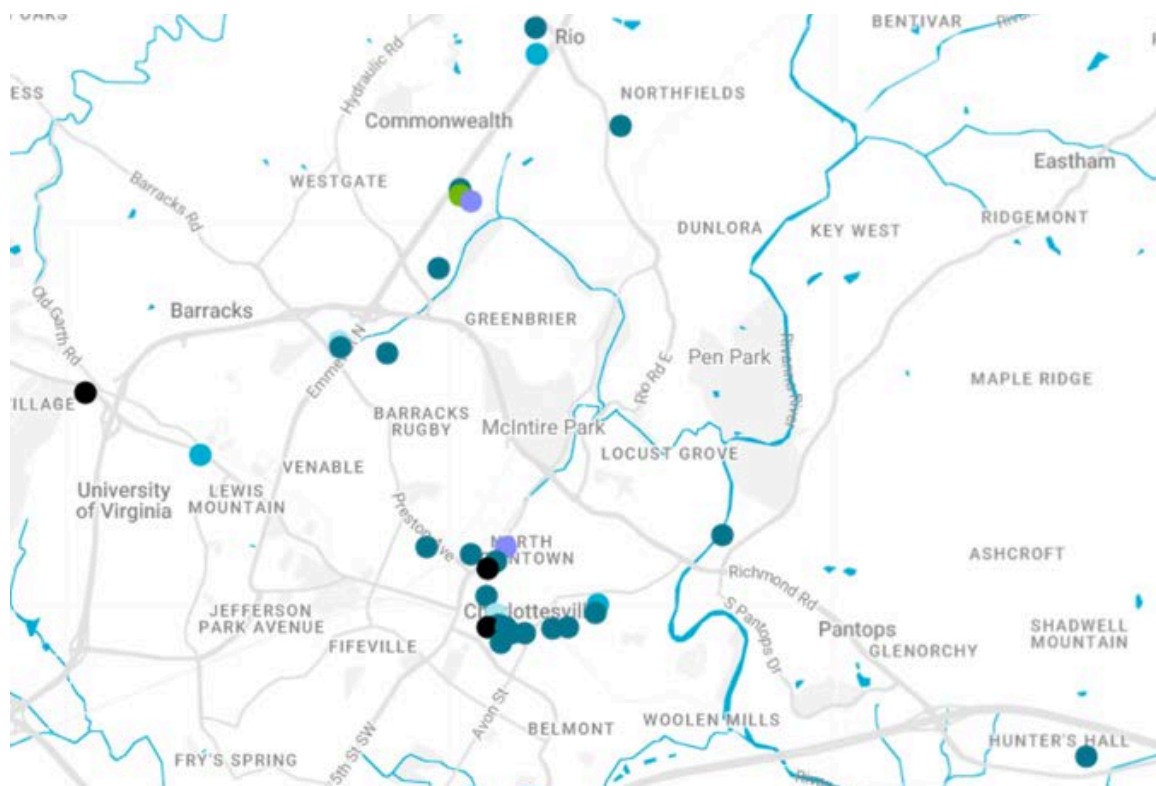 OAKS
BENTIVAR
Rio
ESS
Hydraulic Rd
NORTHFIELDS
Commonwealth
Eastham
Barracks Rd
WESTGATE
RIDGEMONT
DUNLORA
KEY WEST
Old Garth Rd
Barracks
GREENBRIER
Emmet N
Rio Rd E
Pen Park
Rivanna River
MAPLE RIDGE
VILLAGE
BARRACKS
RUGBY
McIntire Park
LOCUST GROVE
VENABLE
University
of Virginia
LEWIS
MOUNTAIN
Preston Ave
NORTH
ASHCROFT
Richmond Rd
JEFFERSON
PARK AVENUE
Charlottesville
S Pantops Dr
Pantops
SHADWELL
MOUNTAIN
FIFEVILLE
GLENORCHY
Avon St
BELMONT
WOOLEN MILLS
HUNTER'S HALL
5th St SW
FRY'S SPRING